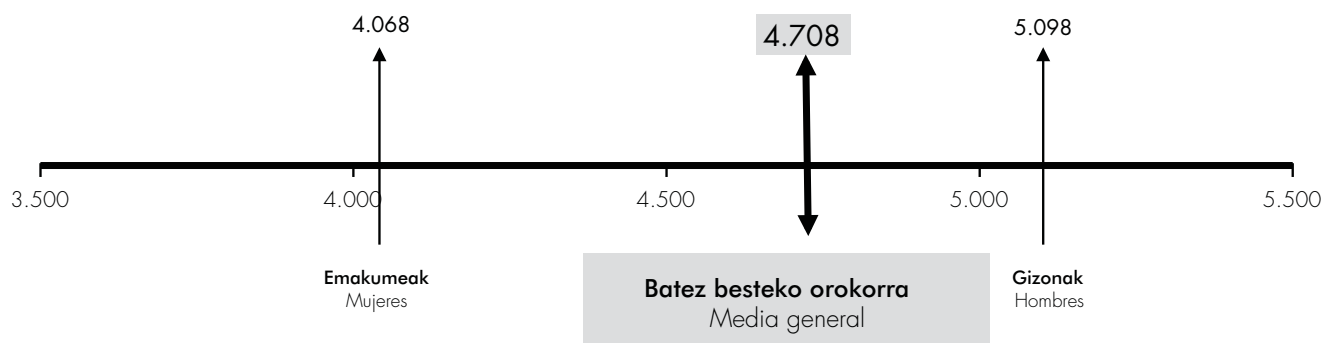 4.068
4.708
5.098
3.500
4.000
4.500
5.000
5.500
Emakumeak
Mujeres
Batez besteko orokorra
Media general
Gizonak
Hombres